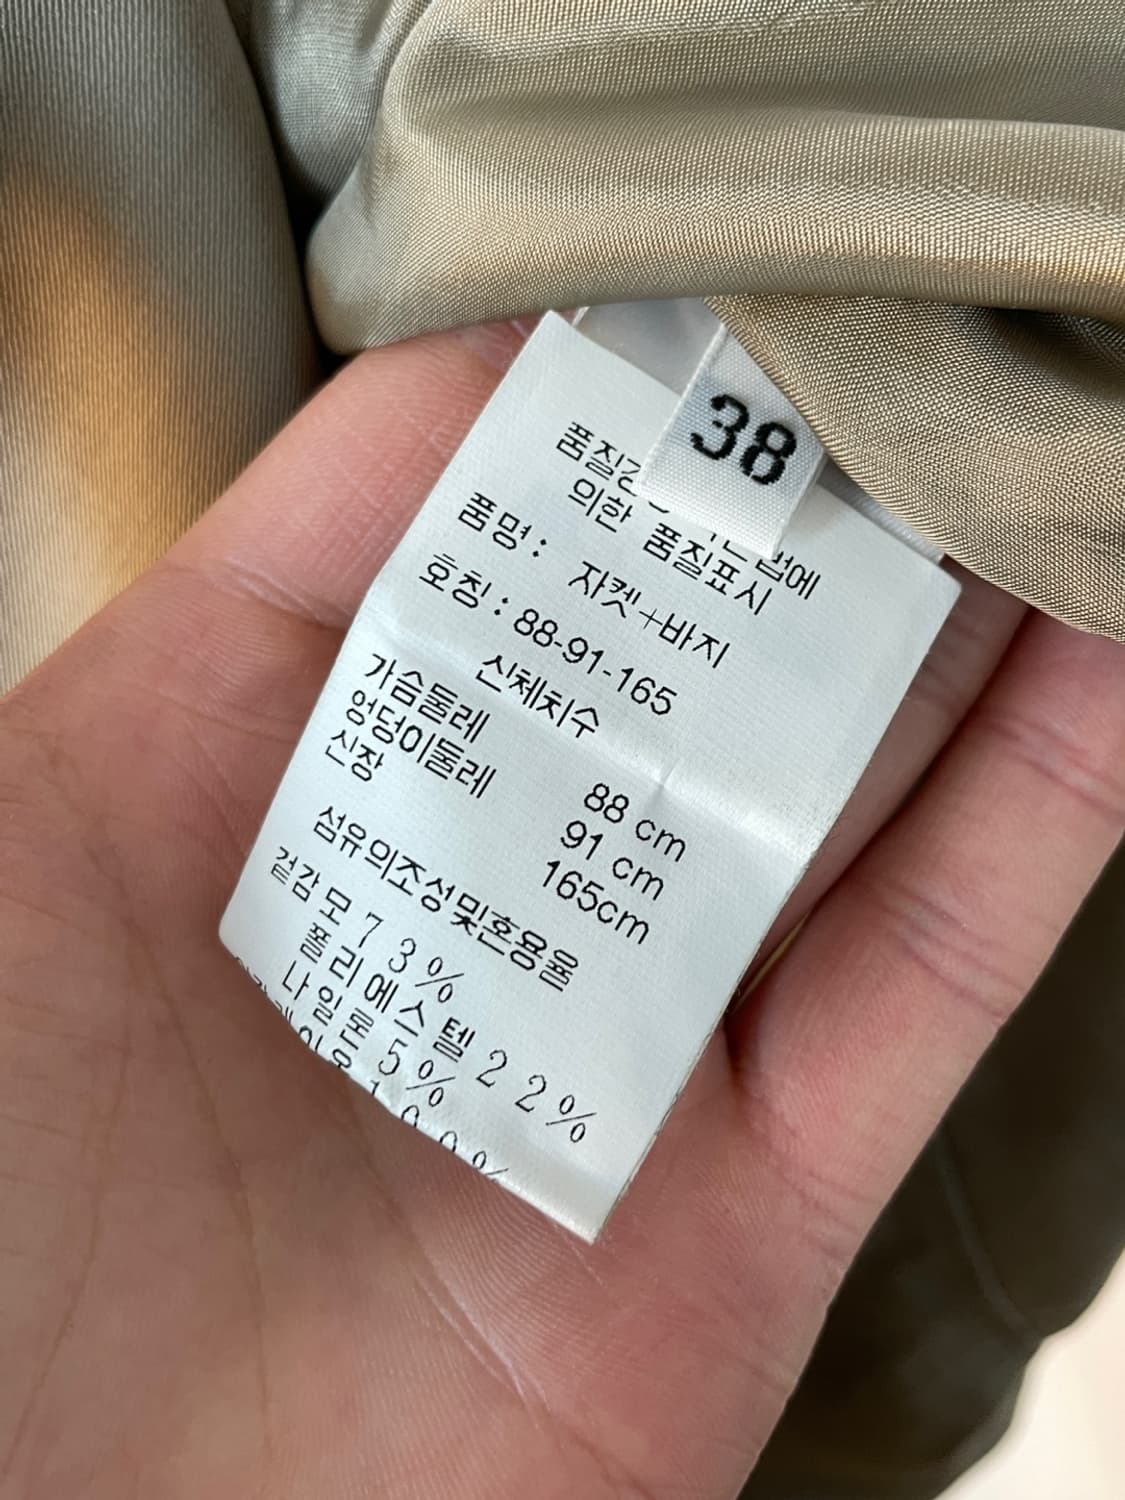 38
의한 품질표시
품명: 자켓+바지
호칭: 88-91-165
신체치수
가슴둘레 88 cm
엉덩이둘레 91 cm
신장 165cm
섬유의조성및혼용율
겉감 모 73%
폴리에스텔 22%
나일론 5%
100%